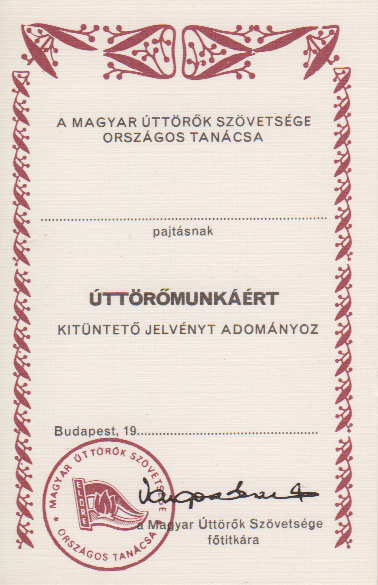 A MAGYAR ÚTTÖRŐK SZÖVETSÉGE
ORSZÁGOS TANÁCSA
pajtásnak
ÚTTÖRŐMUNKÁÉRT
KITÜNTETŐ JELVÉNYT ADOMÁNYOZ
Budapest, 19
MAGYAR ÚTTÖRŐK SZÖVETSÉGE
ORSZÁGOS TANÁCSA
ELŐRE
a Magyar Úttörők Szövetsége
főtitkára